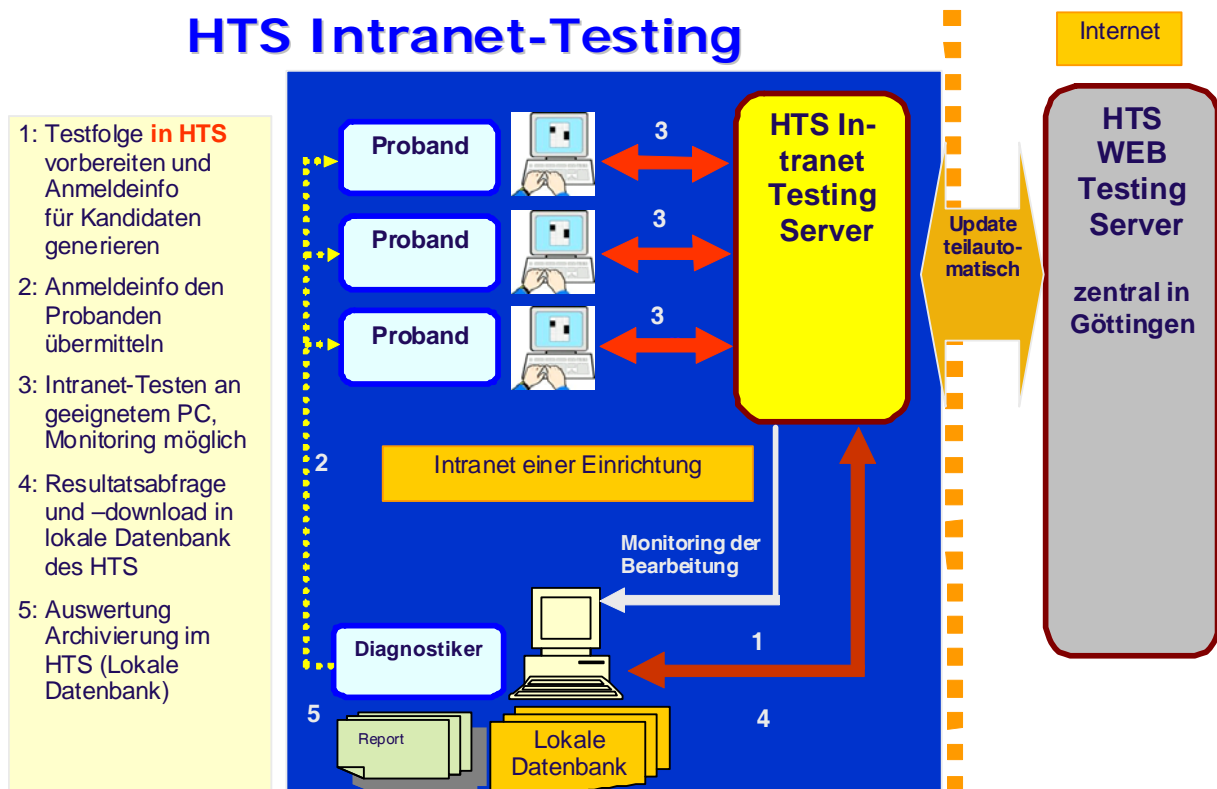 HTS Intranet-Testing
1: Testfolge in HTS
vorbereiten und
Anmeldeinfo
für Kandidaten
generieren
2: Anmeldeinfo den
Probanden
übermitteln
3: Intranet-Testen an
geeignetem PC,
Monitoring möglich
4: Resultatsabfrage
und –download in
lokale Datenbank
des HTS
5: Auswertung
Archivierung im
HTS (Lokale
Datenbank)
Proband
3
Proband
3
Proband
3
HTS In-
tranet
Testing
Server
2
Intranet einer Einrichtung
Monitoring der
Bearbeitung
Diagnostiker
1
4
5
Report
Lokale
Datenbank
Update
teilauto-
matisch
Internet
HTS
WEB
Testing
Server
zentral in
Göttingen